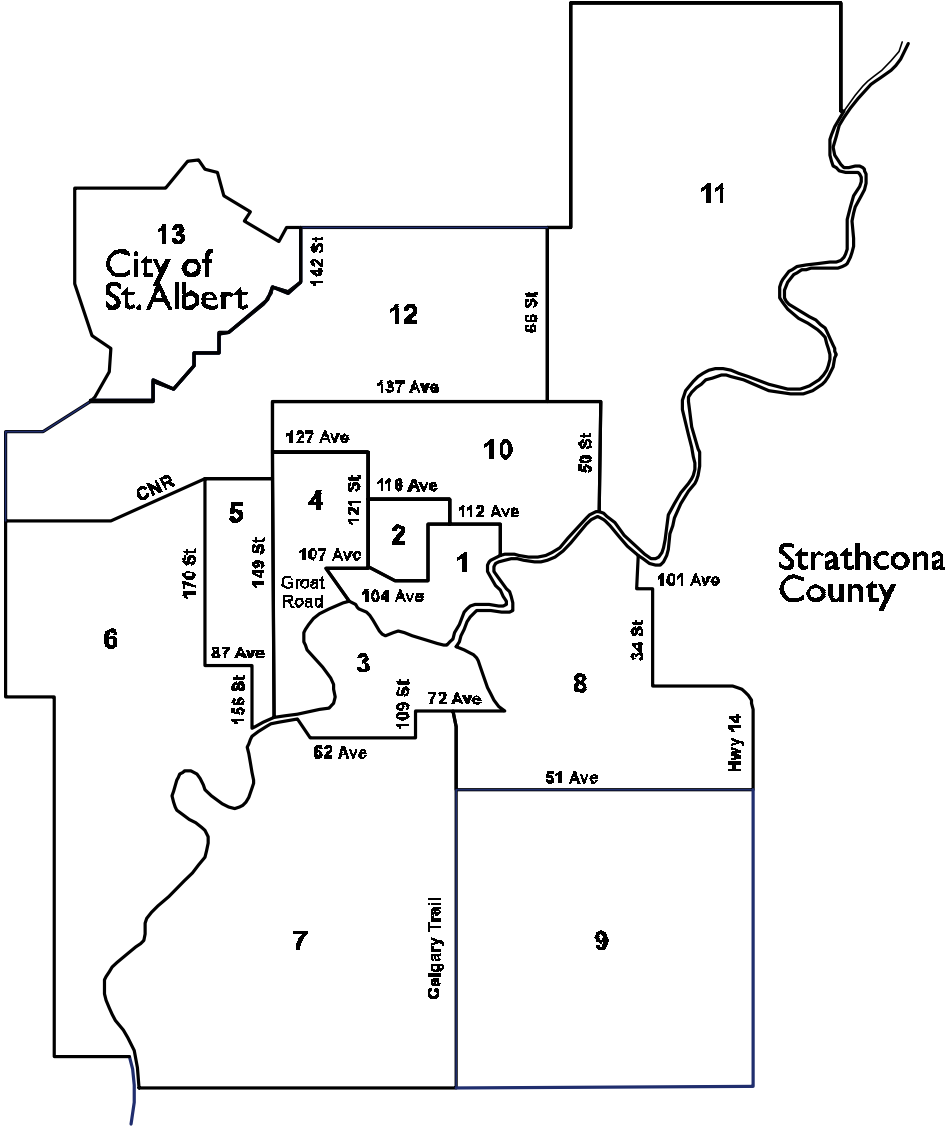 11
13
City of
St. Albert
142 St
12
66 St
137 Ave
127 Ave
10
50 St
CNR
118 Ave
121 St
4
5
112 Ave
2
1
107 Ave
149 St
170 St
Groat
Road
104 Ave
Strathcona
County
101 Ave
6
34 St
87 Ave
3
8
156 St
109 St
72 Ave
Hwy 14
62 Ave
51 Ave
Calgary Trail
7
9